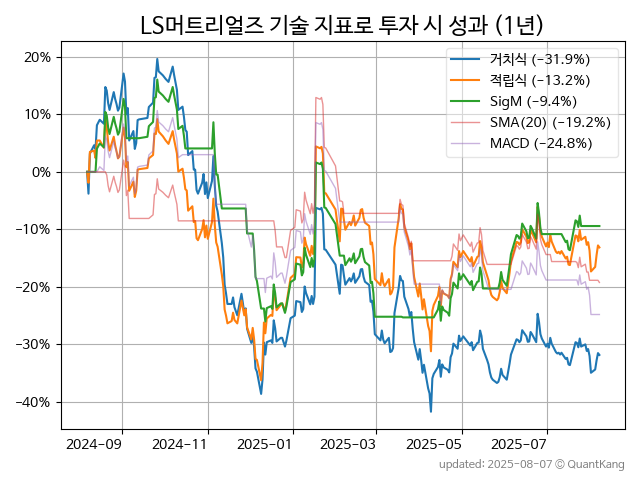 LS머트리얼즈 기술 지표로 투자 시 성과 (1년)
거치식 (−31.9%)
적립식 (−13.2%)
SigM (−9.4%)
SMA(20) (−19.2%)
MACD (−24.8%)
20%
10%
0%
−10%
−20%
−30%
−40%
2024-09 2024-11 2025-01 2025-03 2025-05 2025-07
updated: 2025-08-07 © QuantKang